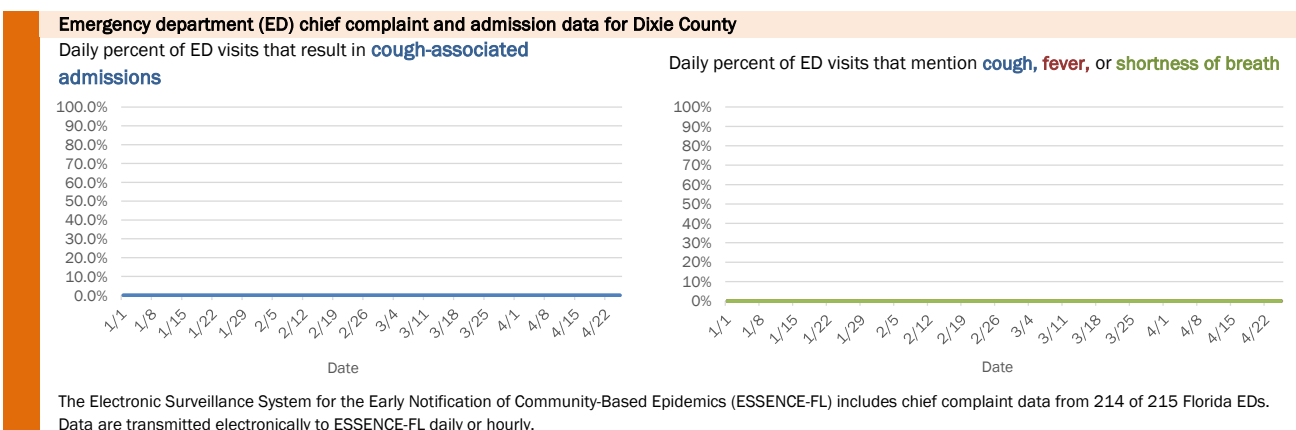 Emergency department (ED) chief complaint and admission data for Dixie County
Daily percent of ED visits that result in cough-associated
admissions
100.0%
90.0%
80.0%
70.0%
60.0%
50.0%
40.0%
30.0%
20.0%
10.0%
0.0%
1/1 1/8 1/15 1/22 1/29 2/5 2/12 2/19 2/26 3/4 3/11 3/18 3/25 4/1 4/8 4/15 4/22
Date
Daily percent of ED visits that mention cough, fever, or shortness of breath
100%
90%
80%
70%
60%
50%
40%
30%
20%
10%
0%
1/1 1/8 1/15 1/22 1/29 2/5 2/12 2/19 2/26 3/4 3/11 3/18 3/25 4/1 4/8 4/15 4/22
Date
The Electronic Surveillance System for the Early Notification of Community-Based Epidemics (ESSENCE-FL) includes chief complaint data from 214 of 215 Florida EDs.
Data are transmitted electronically to ESSENCE-FL daily or hourly.